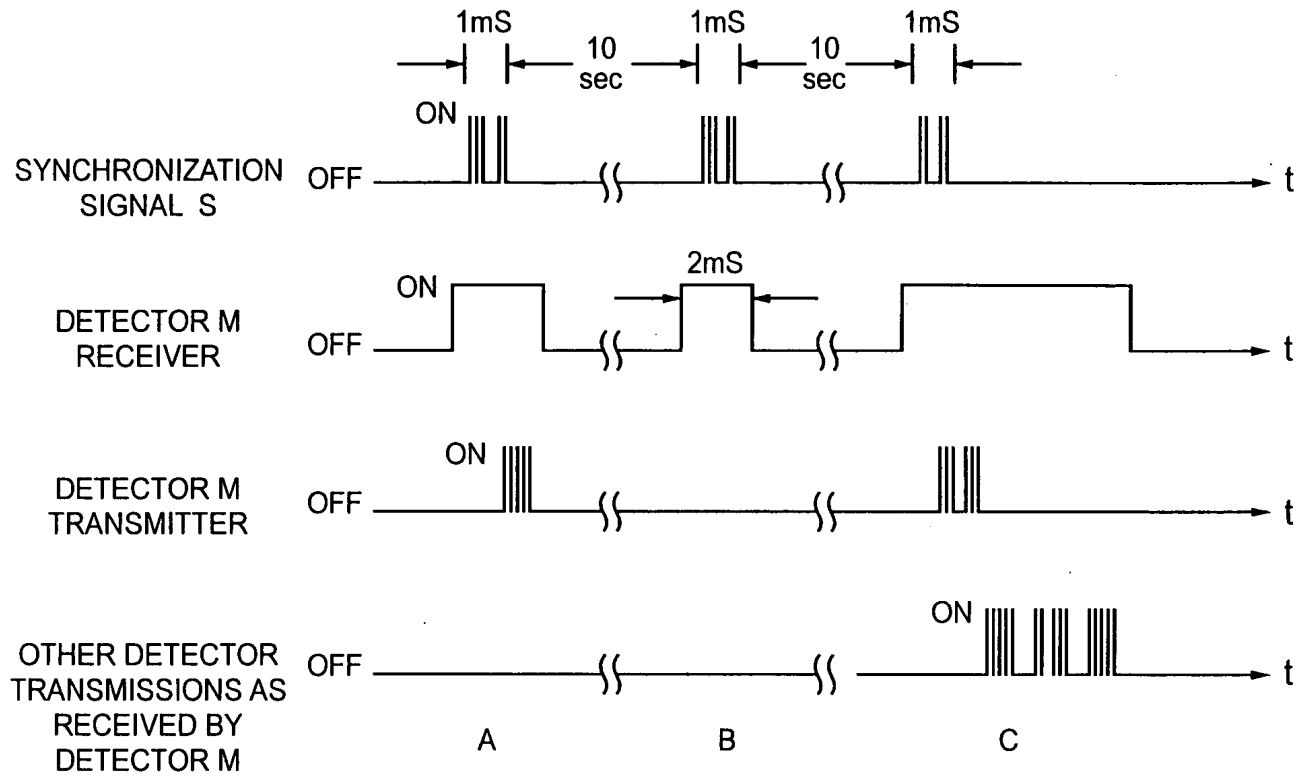 1mS 1mS 1mS
10
sec
10
sec
ON
SYNCHRONIZATION
SIGNAL S
OFF
t
2mS
ON
DETECTOR M
RECEIVER
OFF
t
ON
DETECTOR M
TRANSMITTER
OFF
t
ON
OTHER DETECTOR
TRANSMISSIONS AS
RECEIVED BY
DETECTOR M
OFF
t
A B C